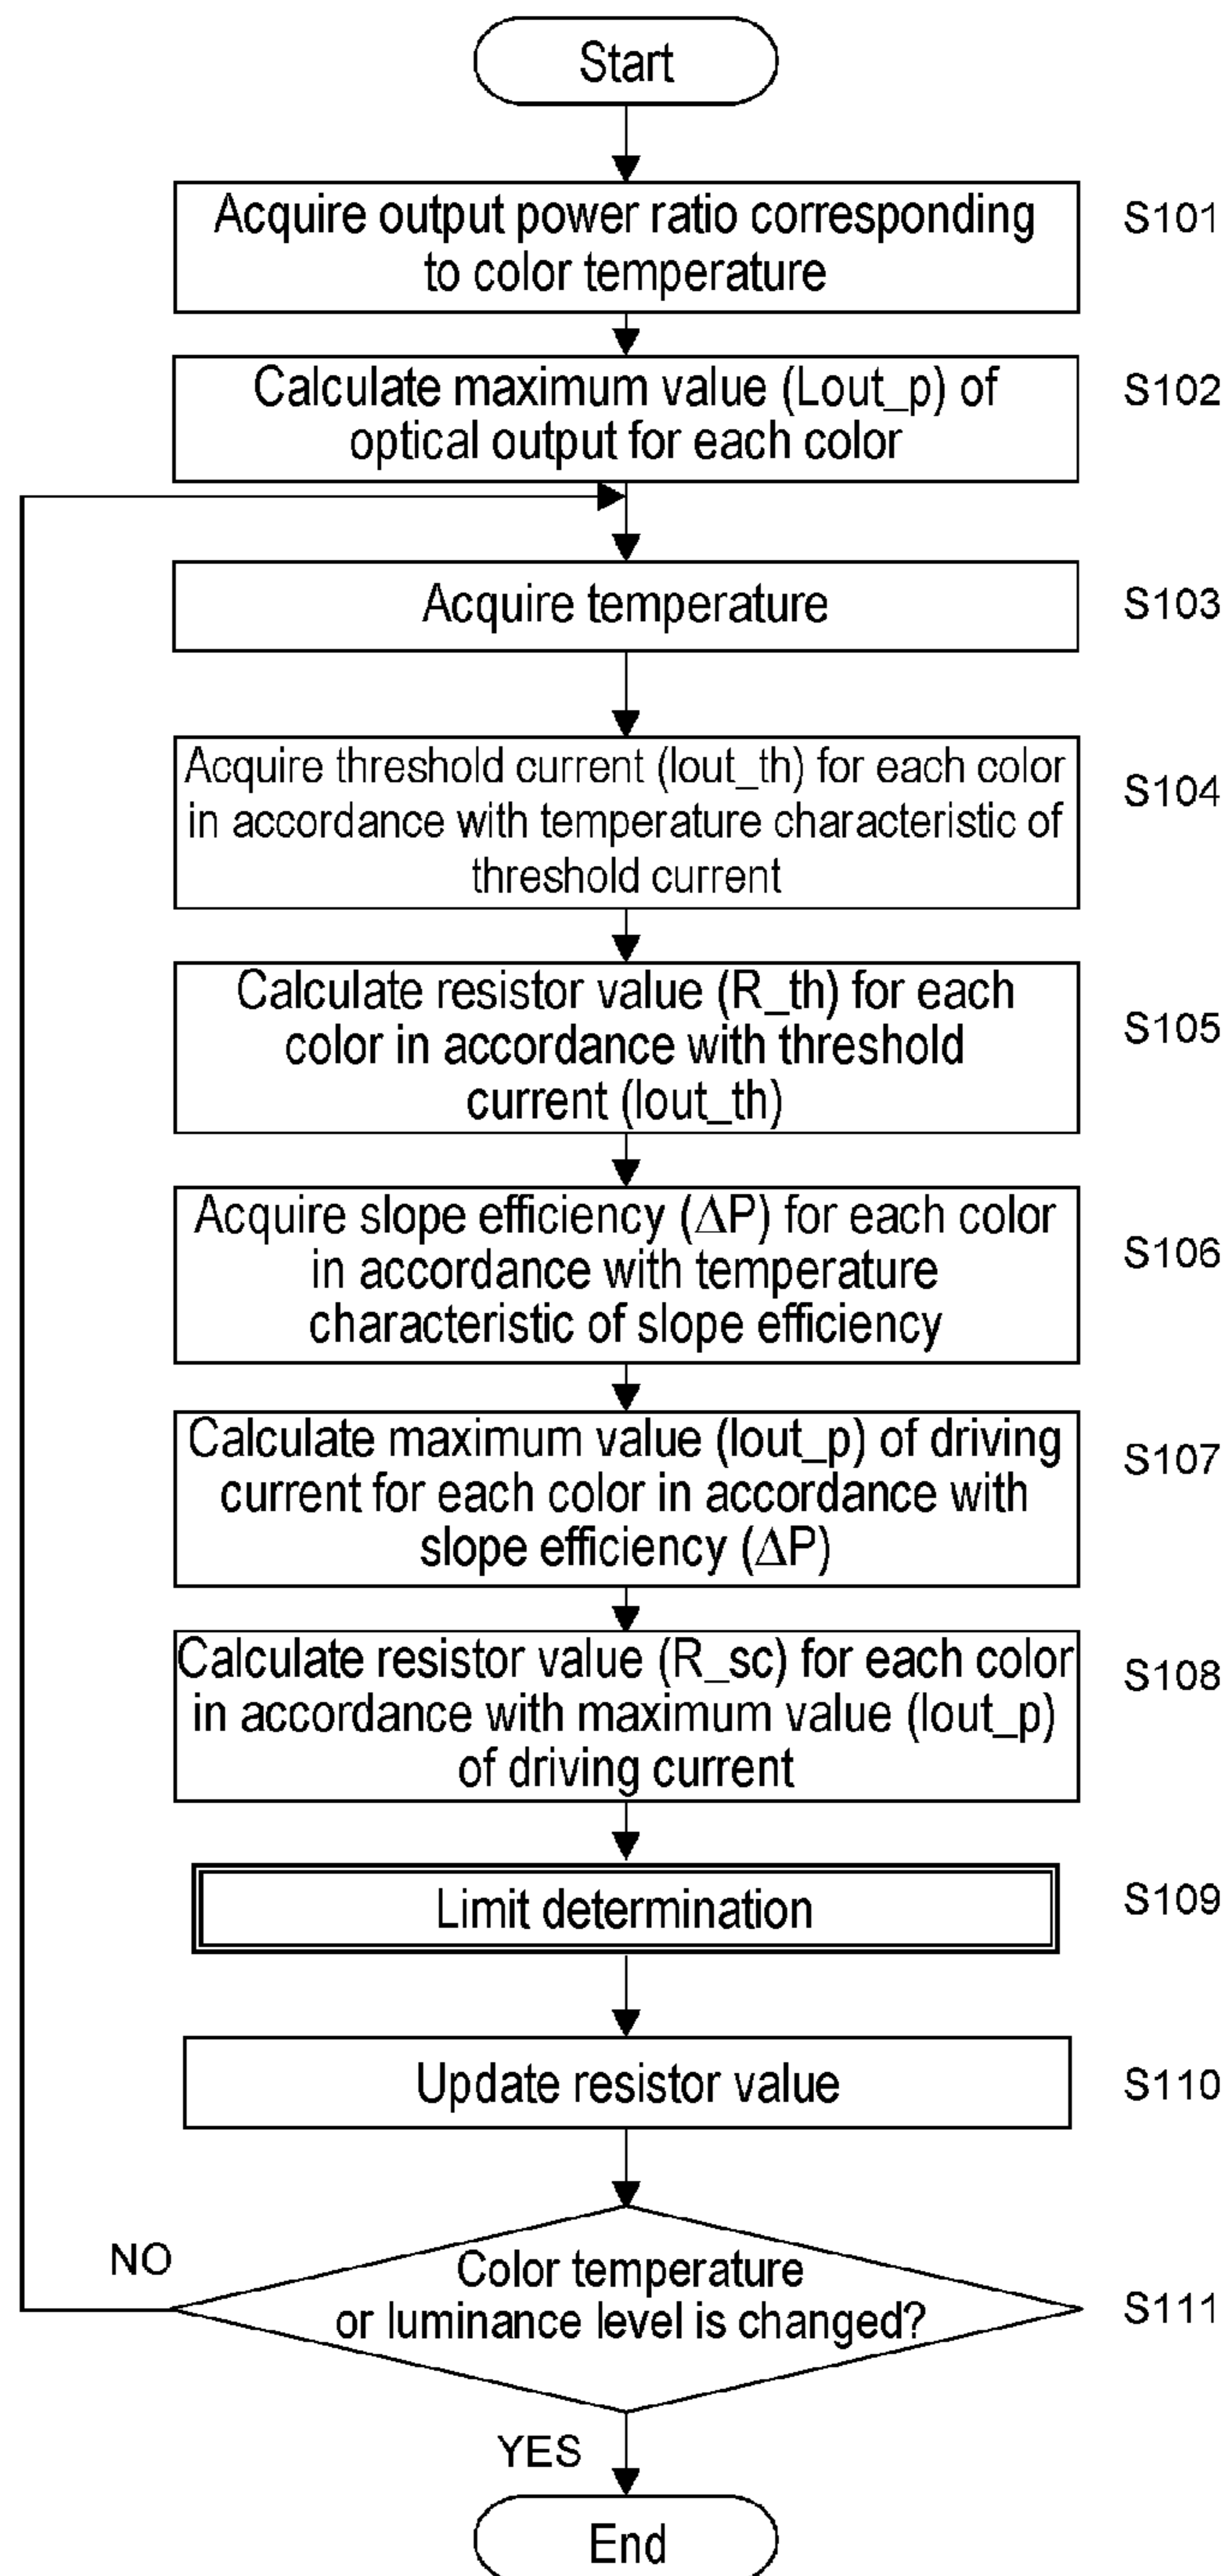 Start
Acquire output power ratio corresponding
to color temperature
S101
Calculate maximum value (Lout_p) of
optical output for each color
S102
Acquire temperature
S103
Acquire threshold current (Iout_th) for each color
in accordance with temperature characteristic of
threshold current
S104
Calculate resistor value (R_th) for each
color in accordance with threshold
current (Iout_th)
S105
Acquire slope efficiency (ΔP) for each color
in accordance with temperature
characteristic of slope efficiency
S106
Calculate maximum value (Iout_p) of driving
current for each color in accordance with
slope efficiency (ΔP)
S107
Calculate resistor value (R_sc) for each color
in accordance with maximum value (Iout_p)
of driving current
S108
Limit determination
S109
Update resistor value
S110
NO
Color temperature
or luminance level is changed?
S111
YES
End